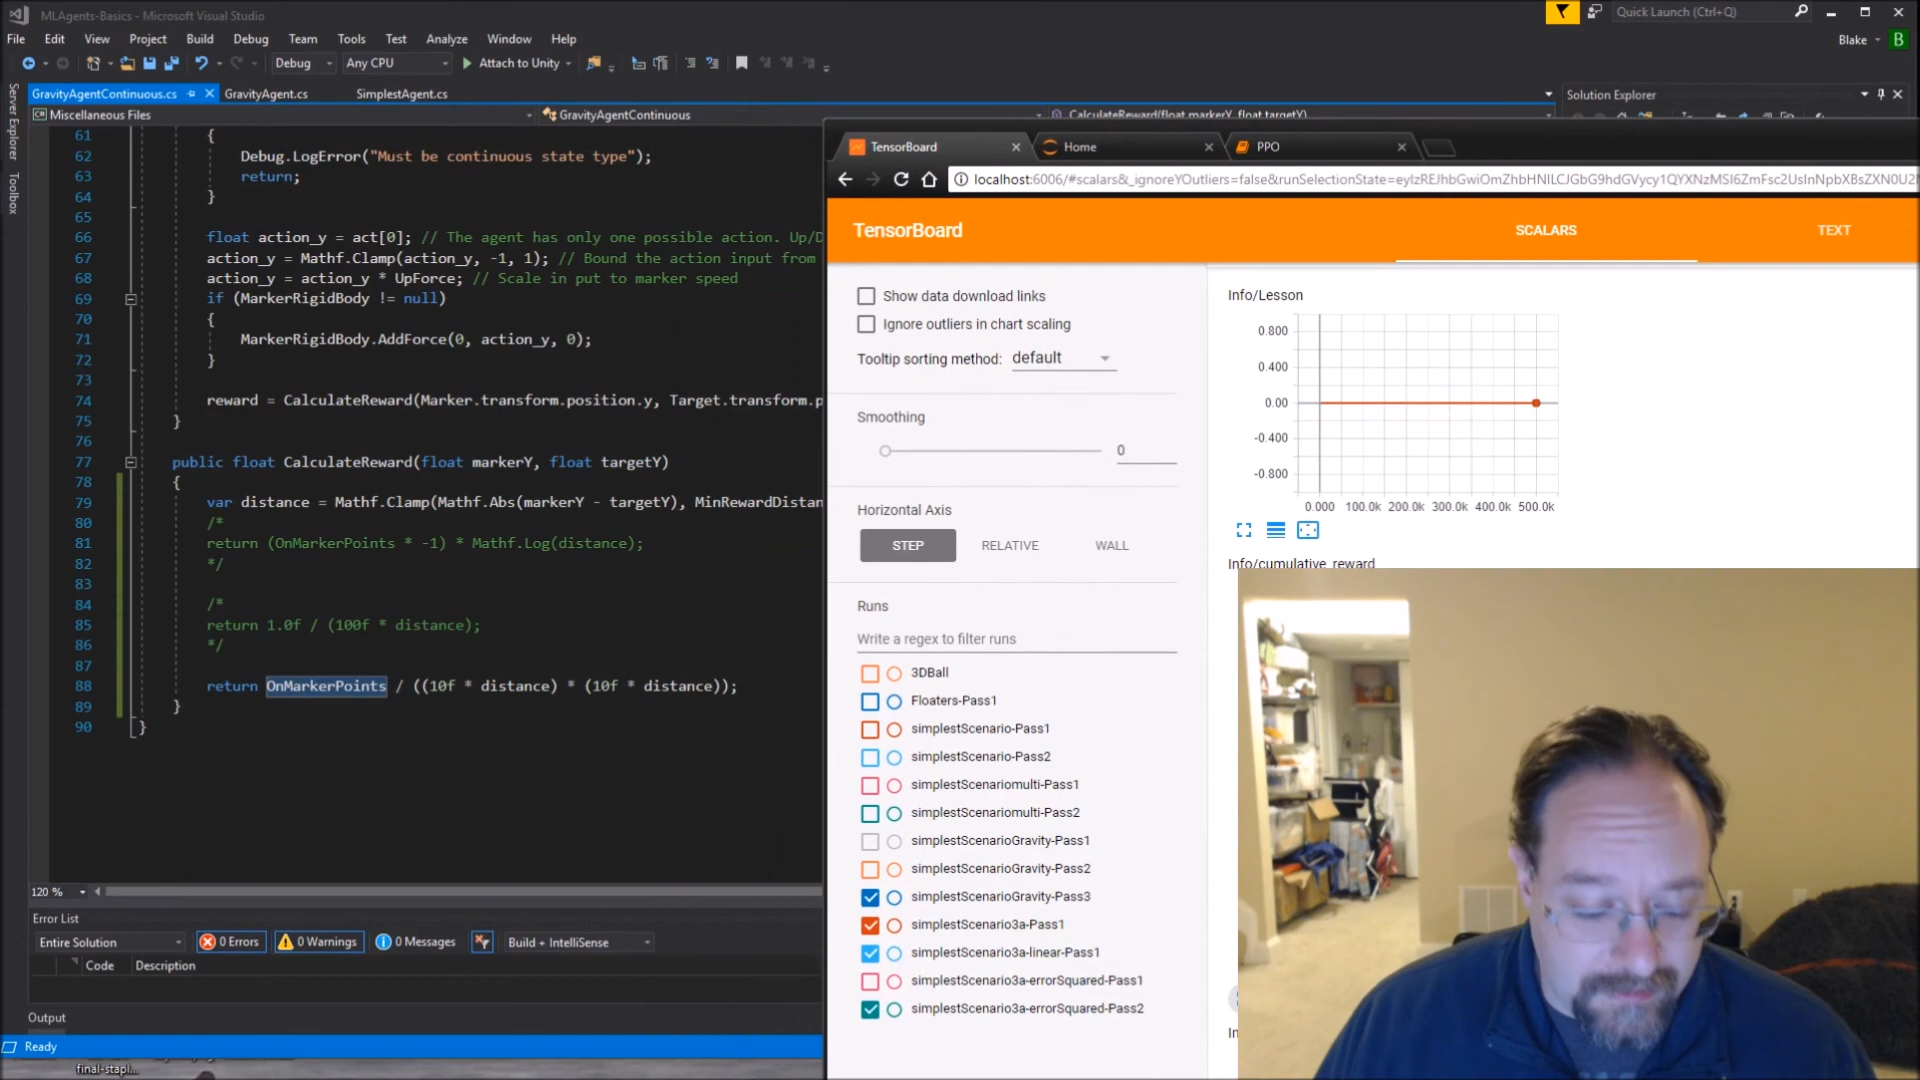 MLAgents-Basics - Microsoft Visual Studio
Quick Launch (Ctrl+Q)
File Edit View Project Build Debug Team Tools Test Analyze Window Help
Blake B
Debug Any CPU Attach to Unity
Server Explorer
Toolbox
GravityAgentContinuous.cs GravityAgent.cs SimplestAgent.cs
Solution Explorer
Miscellaneous Files GravityAgentContinuous CalculateReward(float markerY, float targetY)
61 {
62 Debug.LogError("Must be continuous state type");
63 return;
64 }
65
66 float action_y = act[0]; // The agent has only one possible action. Up/D
67 action_y = Mathf.Clamp(action_y, -1, 1); // Bound the action input from
68 action_y = action_y * UpForce; // Scale in put to marker speed
69 if (MarkerRigidBody != null)
70 {
71 MarkerRigidBody.AddForce(0, action_y, 0);
72 }
73
74 reward = CalculateReward(Marker.transform.position.y, Target.transform.p
75 }
76
77 public float CalculateReward(float markerY, float targetY)
78 {
79 var distance = Mathf.Clamp(Mathf.Abs(markerY - targetY), MinRewardDistan
80 /*
81 return (OnMarkerPoints * -1) * Mathf.Log(distance);
82 */
83
84 /*
85 return 1.0f / (100f * distance);
86 */
87
88 return OnMarkerPoints / ((10f * distance) * (10f * distance));
89 }
90 }
120 %
Error List
Entire Solution 0 Errors 0 Warnings 0 Messages Build + IntelliSense
Code Description
Output
Ready
final-stapl...
TensorBoard Home PPO
TensorBoard
SCALARS TEXT
Show data download links
Ignore outliers in chart scaling
Tooltip sorting method: default
Smoothing
0
Horizontal Axis
STEP RELATIVE WALL
Runs
Write a regex to filter runs
3DBall
Floaters-Pass1
simplestScenario-Pass1
simplestScenario-Pass2
simplestScenariomulti-Pass1
simplestScenariomulti-Pass2
simplestScenarioGravity-Pass1
simplestScenarioGravity-Pass2
simplestScenarioGravity-Pass3
simplestScenario3a-Pass1
simplestScenario3a-linear-Pass1
simplestScenario3a-errorSquared-Pass1
simplestScenario3a-errorSquared-Pass2
Info/Lesson
0.800
0.400
0.00
-0.400
-0.800
0.000 100.0k 200.0k 300.0k 400.0k 500.0k
Info/cumulative_reward
In